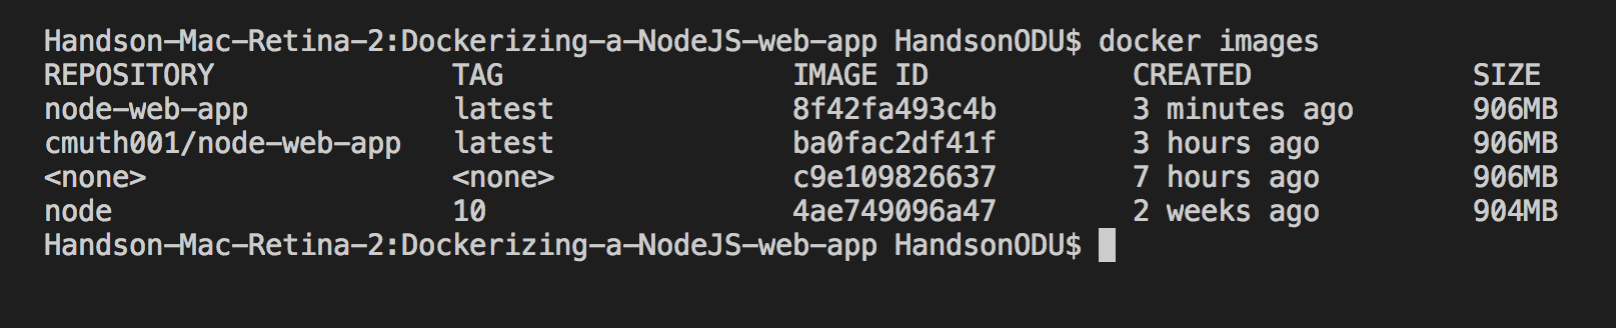 Handson-Mac-Retina-2:Dockerizing-a-NodeJS-web-app HandsonODU$ docker images
REPOSITORY TAG IMAGE ID CREATED SIZE
node-web-app latest 8f42fa493c4b 3 minutes ago 906MB
cmuth001/node-web-app latest ba0fac2df41f 3 hours ago 906MB
<none> <none> c9e109826637 7 hours ago 906MB
node 10 4ae749096a47 2 weeks ago 904MB
Handson-Mac-Retina-2:Dockerizing-a-NodeJS-web-app HandsonODU$